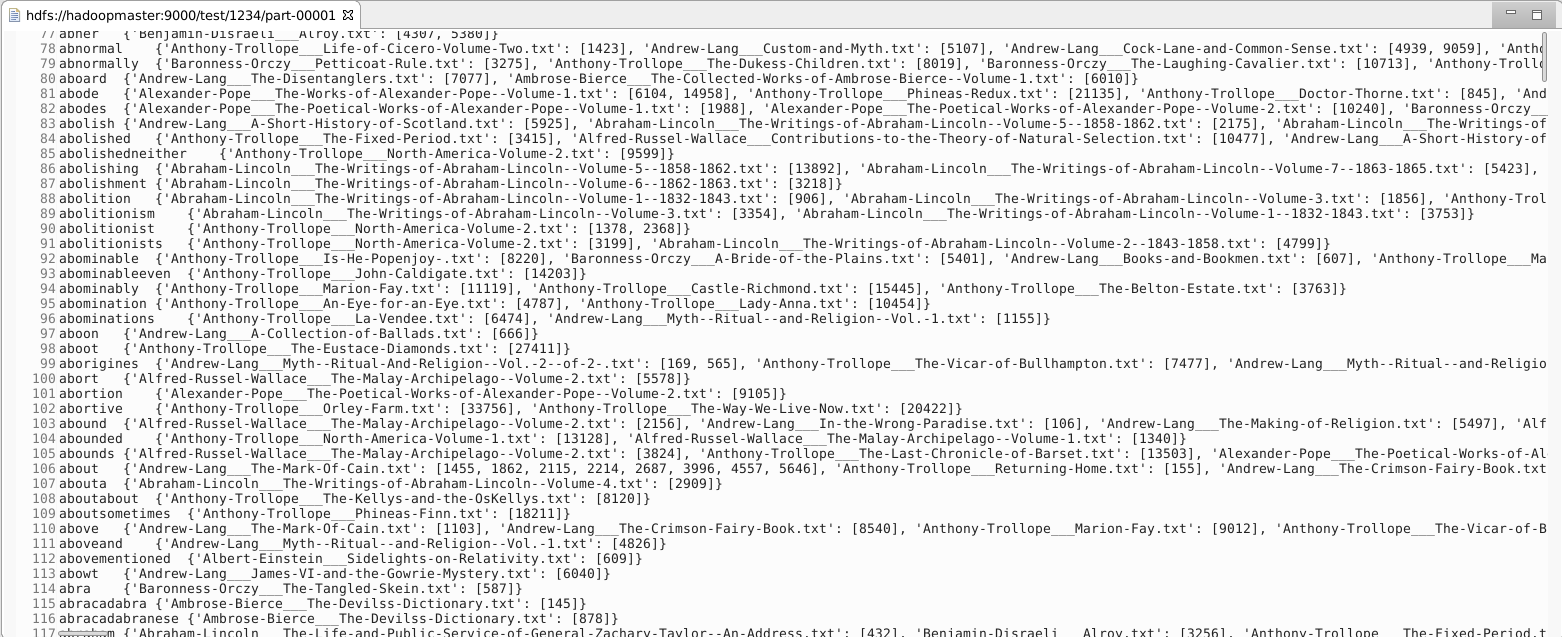 hdfs://hadoopmaster:9000/test/1234/part-00001
77 abner {'Benjamin-Disraeli___Alroy.txt': [4307, 5380]}
78 abnormal {'Anthony-Trollope___Life-of-Cicero-Volume-Two.txt': [1423], 'Andrew-Lang___Custom-and-Myth.txt': [5107], 'Andrew-Lang___Cock-Lane-and-Common-Sense.txt': [4939, 9059], 'Antho
79 abnormally {'Baronness-Orczy___Petticoat-Rule.txt': [3275], 'Anthony-Trollope___The-Dukess-Children.txt': [8019], 'Baronness-Orczy___The-Laughing-Cavalier.txt': [10713], 'Anthony-Trollo
80 aboard {'Andrew-Lang___The-Disentanglers.txt': [7077], 'Ambrose-Bierce___The-Collected-Works-of-Ambrose-Bierce--Volume-1.txt': [6010]}
81 abode {'Alexander-Pope___The-Works-of-Alexander-Pope--Volume-1.txt': [6104, 14958], 'Anthony-Trollope___Phineas-Redux.txt': [21135], 'Anthony-Trollope___Doctor-Thorne.txt': [845], 'And
82 abodes {'Alexander-Pope___The-Poetical-Works-of-Alexander-Pope--Volume-1.txt': [1988], 'Alexander-Pope___The-Poetical-Works-of-Alexander-Pope--Volume-2.txt': [10240], 'Baronness-Orczy__
83 abolish {'Andrew-Lang___A-Short-History-of-Scotland.txt': [5925], 'Abraham-Lincoln___The-Writings-of-Abraham-Lincoln--Volume-5--1858-1862.txt': [2175], 'Abraham-Lincoln___The-Writings-of
84 abolished {'Anthony-Trollope___The-Fixed-Period.txt': [3415], 'Alfred-Russel-Wallace___Contributions-to-the-Theory-of-Natural-Selection.txt': [10477], 'Andrew-Lang___A-Short-History-of
85 abolishedneither {'Anthony-Trollope___North-America-Volume-2.txt': [9599]}
86 abolishing {'Abraham-Lincoln___The-Writings-of-Abraham-Lincoln--Volume-5--1858-1862.txt': [13892], 'Abraham-Lincoln___The-Writings-of-Abraham-Lincoln--Volume-7--1863-1865.txt': [5423],
87 abolishment {'Abraham-Lincoln___The-Writings-of-Abraham-Lincoln--Volume-6--1862-1863.txt': [3218]}
88 abolition {'Abraham-Lincoln___The-Writings-of-Abraham-Lincoln--Volume-1--1832-1843.txt': [906], 'Abraham-Lincoln___The-Writings-of-Abraham-Lincoln--Volume-3.txt': [1856], 'Anthony-Trol
89 abolitionism {'Abraham-Lincoln___The-Writings-of-Abraham-Lincoln--Volume-3.txt': [3354], 'Abraham-Lincoln___The-Writings-of-Abraham-Lincoln--Volume-1--1832-1843.txt': [3753]}
90 abolitionist {'Anthony-Trollope___North-America-Volume-2.txt': [1378, 2368]}
91 abolitionists {'Anthony-Trollope___North-America-Volume-2.txt': [3199], 'Abraham-Lincoln___The-Writings-of-Abraham-Lincoln--Volume-2--1843-1858.txt': [4799]}
92 abominable {'Anthony-Trollope___Is-He-Popenjoy-.txt': [8220], 'Baronness-Orczy___A-Bride-of-the-Plains.txt': [5401], 'Andrew-Lang___Books-and-Bookmen.txt': [607], 'Anthony-Trollope___Ma
93 abominableeven {'Anthony-Trollope___John-Caldigate.txt': [14203]}
94 abominably {'Anthony-Trollope___Marion-Fay.txt': [11119], 'Anthony-Trollope___Castle-Richmond.txt': [15445], 'Anthony-Trollope___The-Belton-Estate.txt': [3763]}
95 abomination {'Anthony-Trollope___An-Eye-for-an-Eye.txt': [4787], 'Anthony-Trollope___Lady-Anna.txt': [10454]}
96 abominations {'Anthony-Trollope___La-Vendee.txt': [6474], 'Andrew-Lang___Myth--Ritual--and-Religion--Vol.-1.txt': [1155]}
97 aboon {'Andrew-Lang___A-Collection-of-Ballads.txt': [666]}
98 aboot {'Anthony-Trollope___The-Eustace-Diamonds.txt': [27411]}
99 aborigines {'Andrew-Lang___Myth--Ritual-And-Religion--Vol.-2--of-2-.txt': [169, 565], 'Anthony-Trollope___The-Vicar-of-Bullhampton.txt': [7477], 'Andrew-Lang___Myth--Ritual--and-Religio
100 abort {'Alfred-Russel-Wallace___The-Malay-Archipelago--Volume-2.txt': [5578]}
101 abortion {'Alexander-Pope___The-Poetical-Works-of-Alexander-Pope--Volume-2.txt': [9105]}
102 abortive {'Anthony-Trollope___Orley-Farm.txt': [33756], 'Anthony-Trollope___The-Way-We-Live-Now.txt': [20422]}
103 abound {'Alfred-Russel-Wallace___The-Malay-Archipelago--Volume-2.txt': [2156], 'Andrew-Lang___In-the-Wrong-Paradise.txt': [106], 'Andrew-Lang___The-Making-of-Religion.txt': [5497], 'Alf
104 abounded {'Anthony-Trollope___North-America-Volume-1.txt': [13128], 'Alfred-Russel-Wallace___The-Malay-Archipelago--Volume-1.txt': [1340]}
105 abounds {'Alfred-Russel-Wallace___The-Malay-Archipelago--Volume-2.txt': [3824], 'Anthony-Trollope___The-Last-Chronicle-of-Barset.txt': [13503], 'Alexander-Pope___The-Poetical-Works-of-Al
106 about {'Andrew-Lang___The-Mark-Of-Cain.txt': [1455, 1862, 2115, 2214, 2687, 3996, 4557, 5646], 'Anthony-Trollope___Returning-Home.txt': [155], 'Andrew-Lang___The-Crimson-Fairy-Book.txt
107 abouta {'Abraham-Lincoln___The-Writings-of-Abraham-Lincoln--Volume-4.txt': [2909]}
108 aboutabout {'Anthony-Trollope___The-Kellys-and-the-OsKellys.txt': [8120]}
109 aboutsometimes {'Anthony-Trollope___Phineas-Finn.txt': [18211]}
110 above {'Andrew-Lang___The-Mark-Of-Cain.txt': [1103], 'Andrew-Lang___The-Crimson-Fairy-Book.txt': [8540], 'Anthony-Trollope___Marion-Fay.txt': [9012], 'Anthony-Trollope___The-Vicar-of-B
111 aboveand {'Andrew-Lang___Myth--Ritual--and-Religion--Vol.-1.txt': [4826]}
112 abovementioned {'Albert-Einstein___Sidelights-on-Relativity.txt': [609]}
113 abowt {'Andrew-Lang___James-VI-and-the-Gowrie-Mystery.txt': [6040]}
114 abra {'Baronness-Orczy___The-Tangled-Skein.txt': [587]}
115 abracadabra {'Ambrose-Bierce___The-Devilss-Dictionary.txt': [145]}
116 abracadabranese {'Ambrose-Bierce___The-Devilss-Dictionary.txt': [878]}
117 abraham {'Abraham-Lincoln___The-Life-and-Public-Service-of-General-Zachary-Taylor--An-Address.txt': [432], 'Benjamin-Disraeli___Alroy.txt': [3256], 'Anthony-Trollope___The-Fixed-Period.t